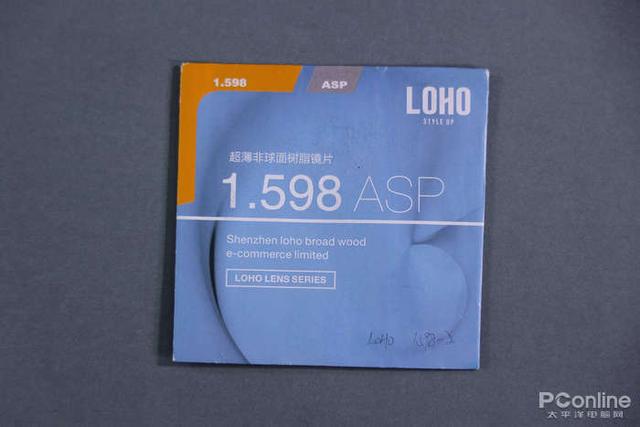 1.598
ASP
LOHO
STYLE UP
超薄非球面树脂镜片
1.598 ASP
Shenzhen loho broad wood
e-commerce limited
LOHO LENS SERIES
LOHO
PConline
太平洋电脑网